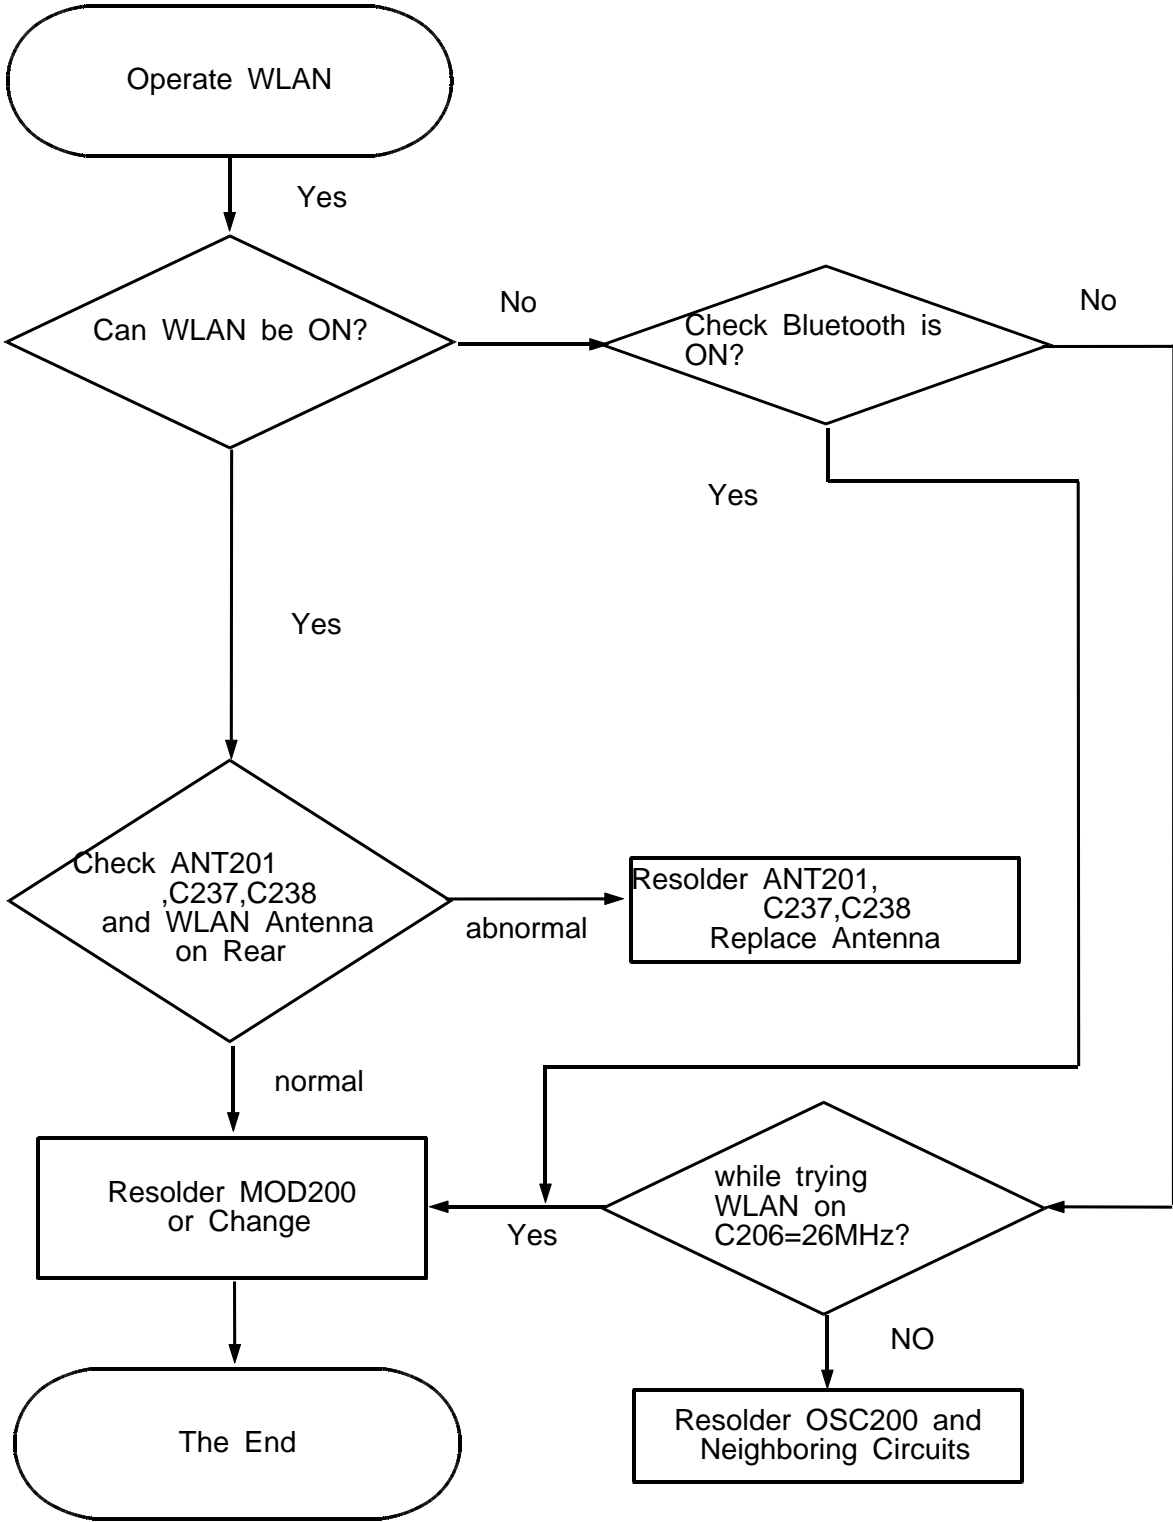 Operate WLAN
Yes
Can WLAN be ON?
No
Check Bluetooth is
ON?
No
Yes
Yes
Check ANT201
,C237,C238
and WLAN Antenna
on Rear
abnormal
Resolder ANT201,
C237,C238
Replace Antenna
normal
Resolder MOD200
or Change
Yes
while trying
WLAN on
C206=26MHz?
NO
The End
Resolder OSC200 and
Neighboring Circuits